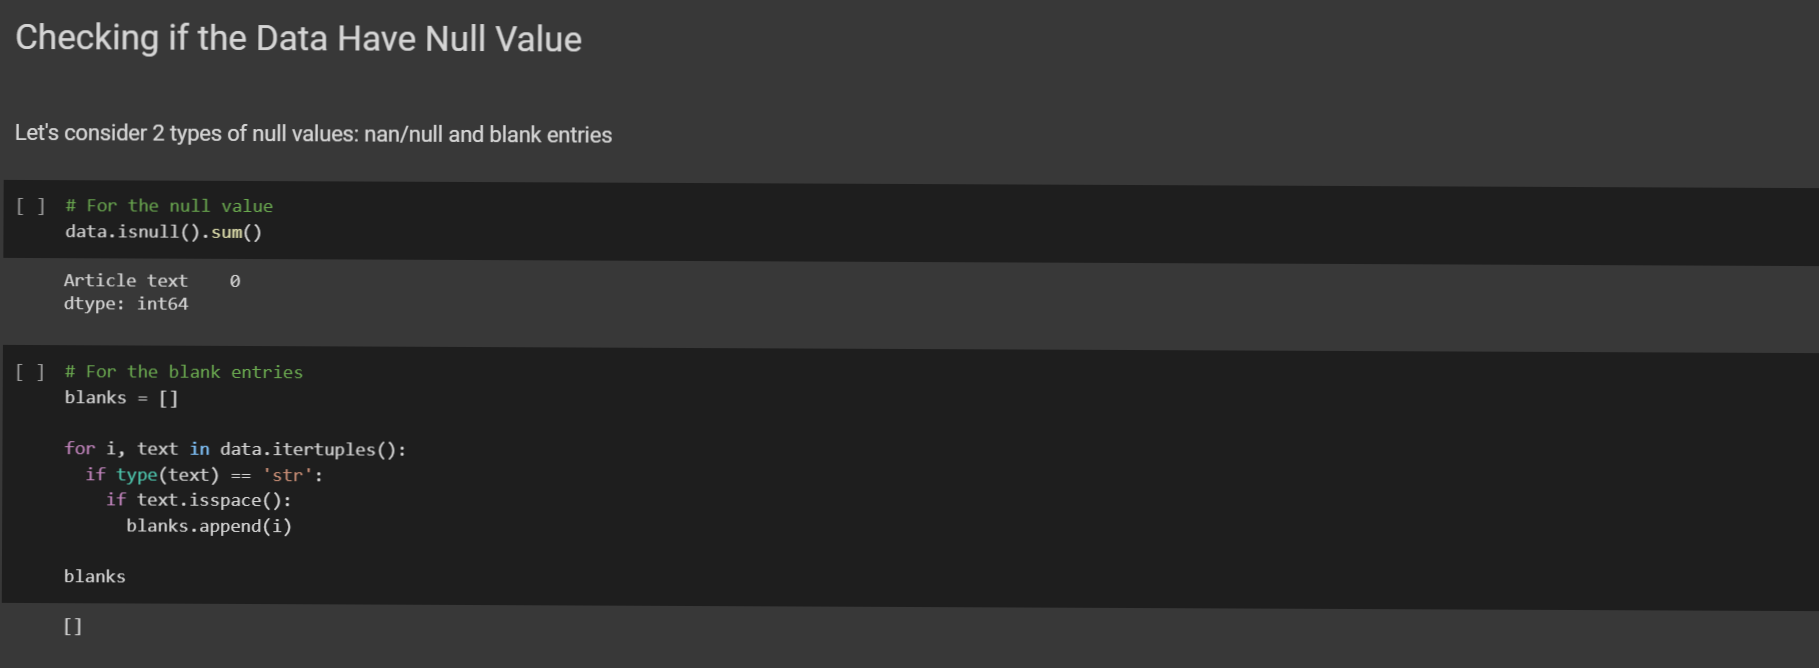 Checking if the Data Have Null Value
Let's consider 2 types of null values: nan/null and blank entries
[ ] # For the null value
data.isnull().sum()
Article text    0
dtype: int64
[ ] # For the blank entries
blanks = []
for i, text in data.itertuples():
  if type(text) == 'str':
    if text.isspace():
      blanks.append(i)
blanks
[]